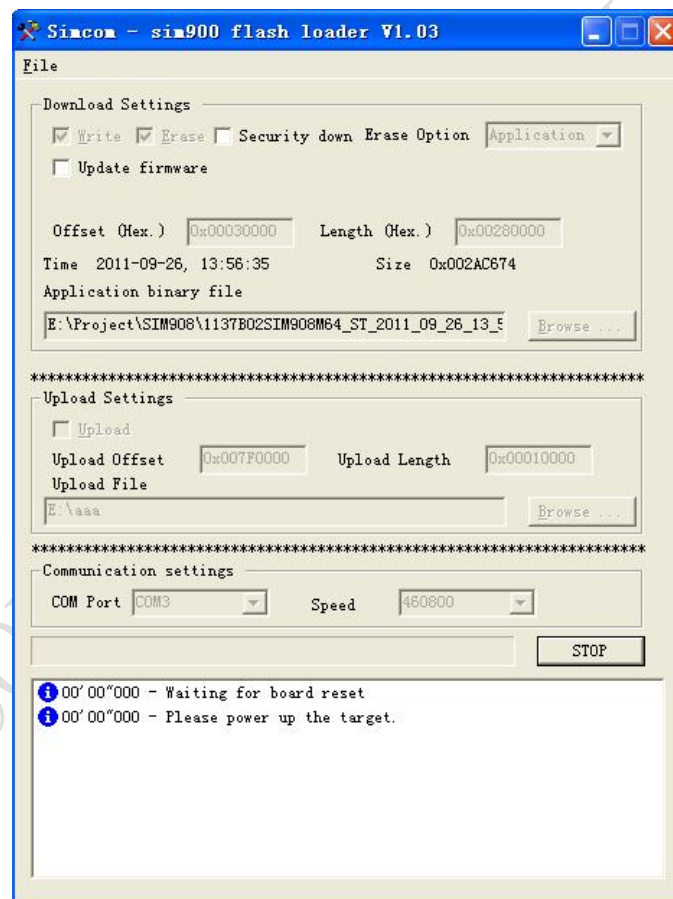 Simcom - sim900 flash loader V1.03
File
Download Settings
Write Erase Security down Erase Option Application
Update firmware
Offset (Hex.) 0x00030000 Length (Hex.) 0x00280000
Time 2011-09-26, 13:56:35 Size 0x002AC674
Application binary file
E:\Project\SIM908\1137B02SIM908M64_ST_2011_09_26_13_5 Browse ...
************************************************************************
Upload Settings
Upload
Upload Offset 0x007F0000 Upload Length 0x00010000
Upload File
E:\aaa Browse ...
************************************************************************
Communication settings
COM Port COM3 Speed 460800
STOP
00'00"000 - Waiting for board reset
00'00"000 - Please power up the target.